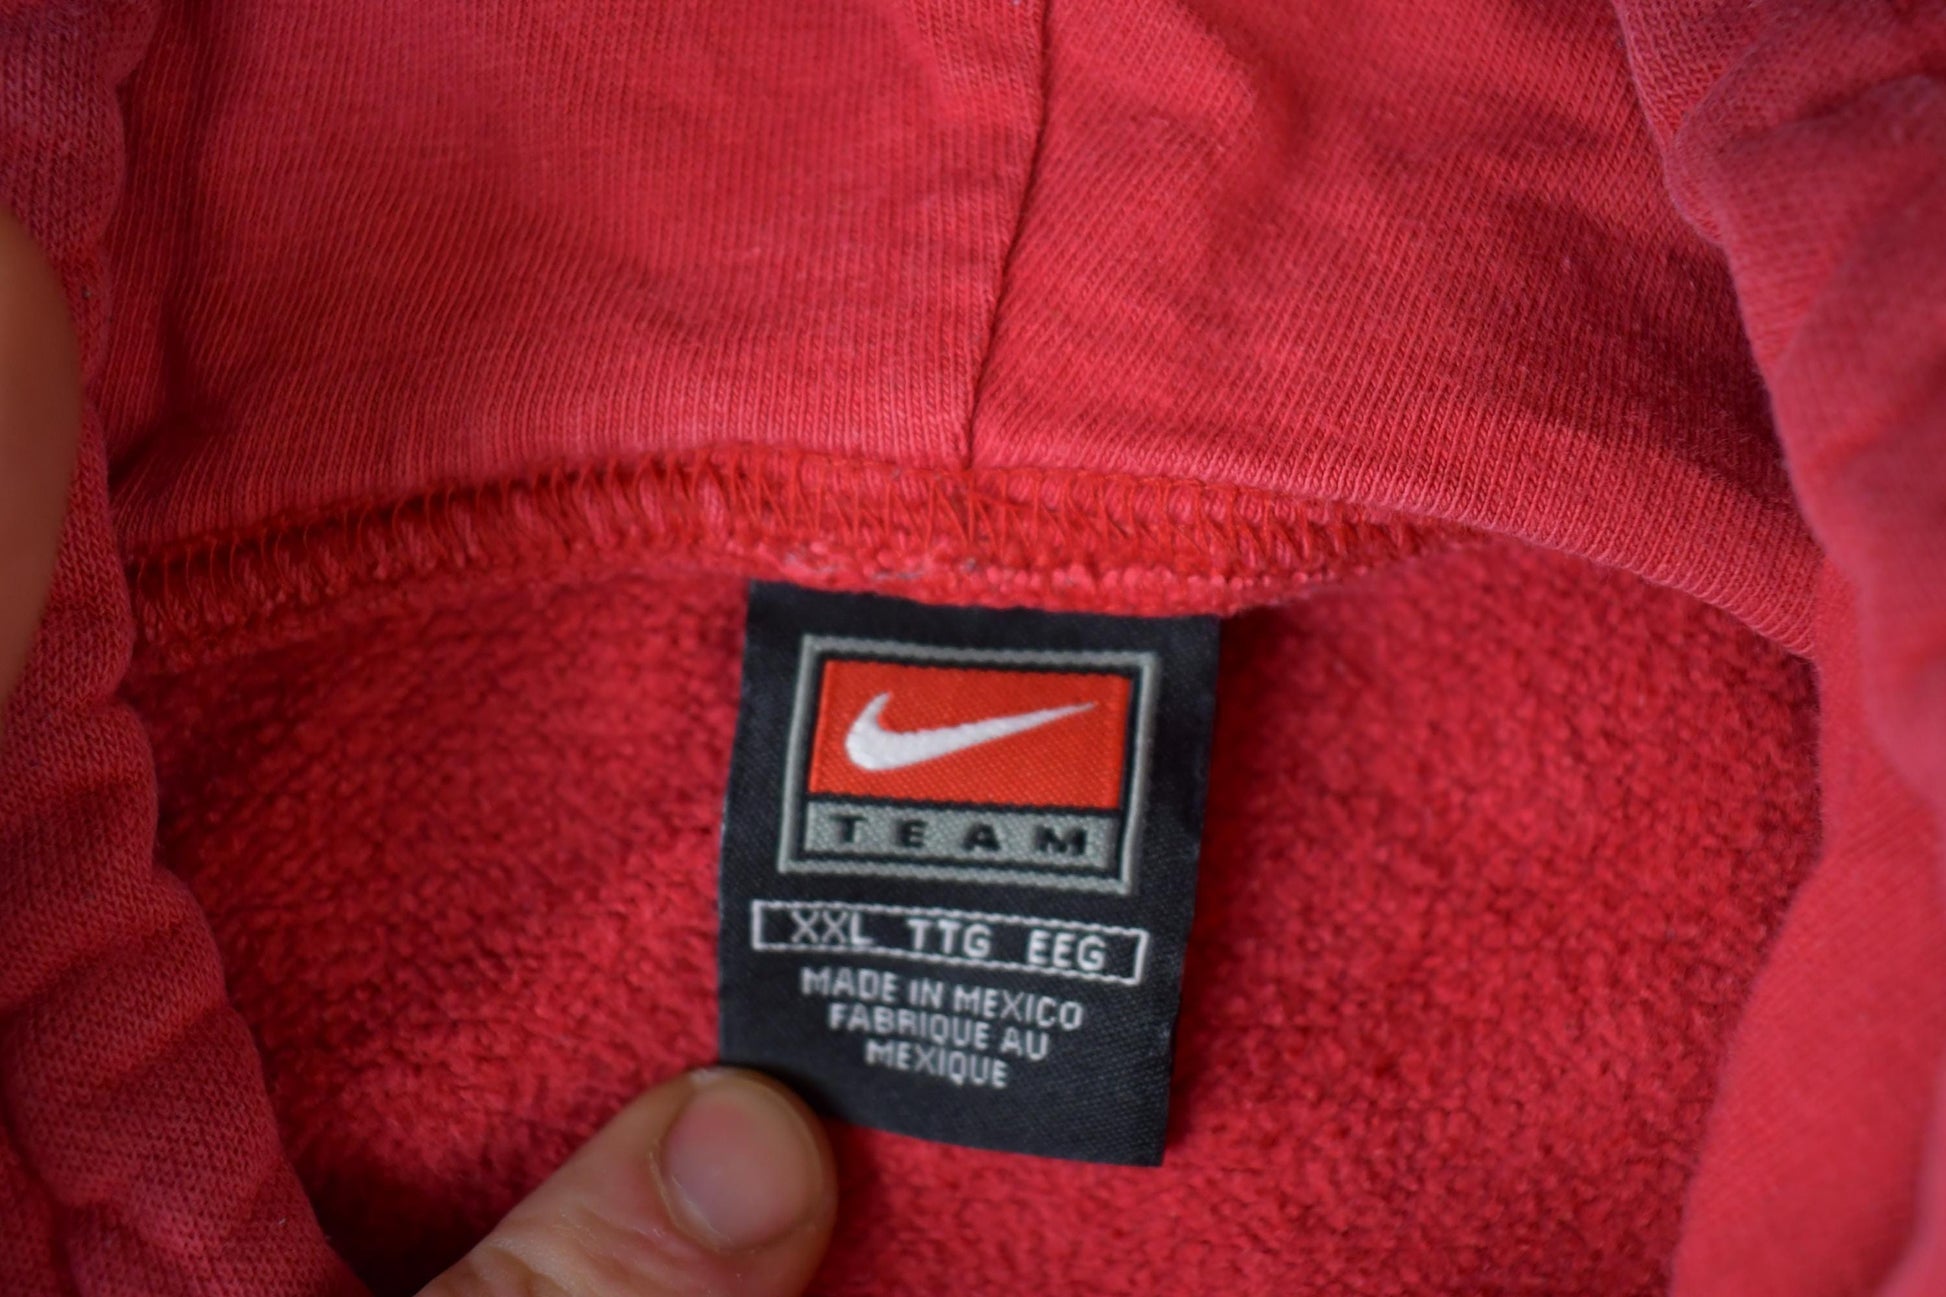 TEAM
XXL TTG EEG
MADE IN MEXICO
FABRIQUE AU
MEXIQUE